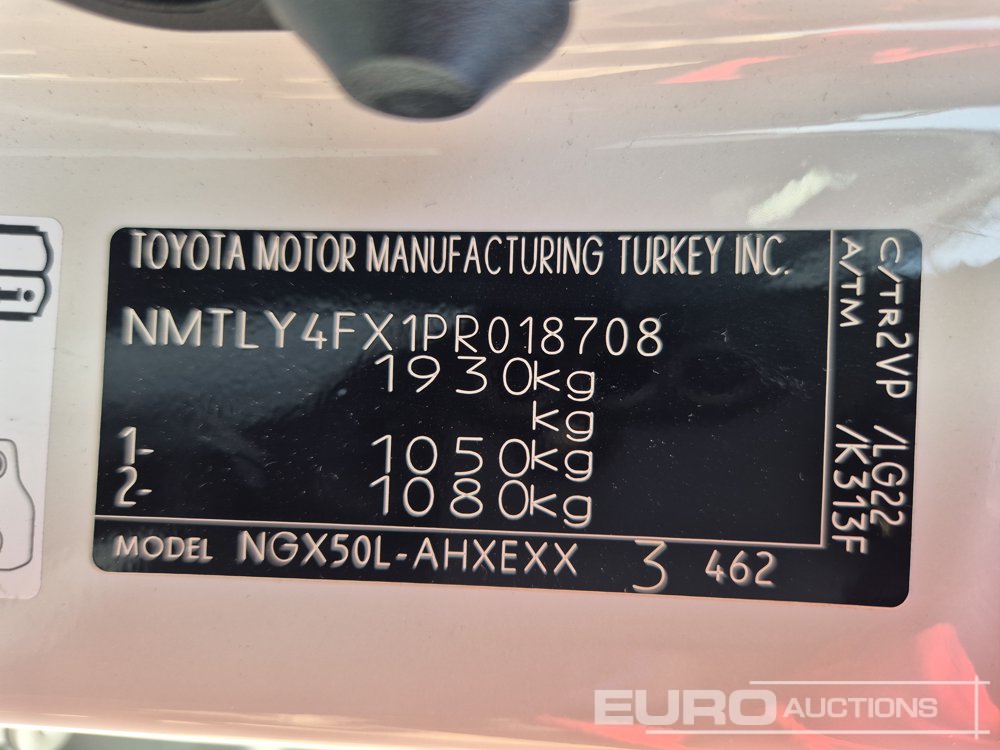 TOYOTA MOTOR MANUFACTURING TURKEY INC.
NMTLY4FX1PR018708
1930kg
kg
1- 1050kg
2- 1080kg
MODEL NGX50L-AHXEXX 3 462
C/TR 2VP /LG22
A/TM /K313F
EURO AUCTIONS